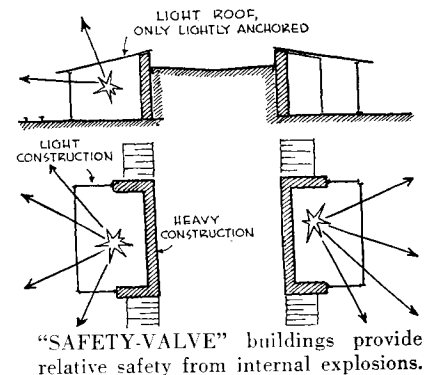 LIGHT ROOF,
ONLY LIGHTLY ANCHORED
LIGHT
CONSTRUCTION
HEAVY
CONSTRUCTION
"SAFETY-VALVE" buildings provide
relative safety from internal explosions.